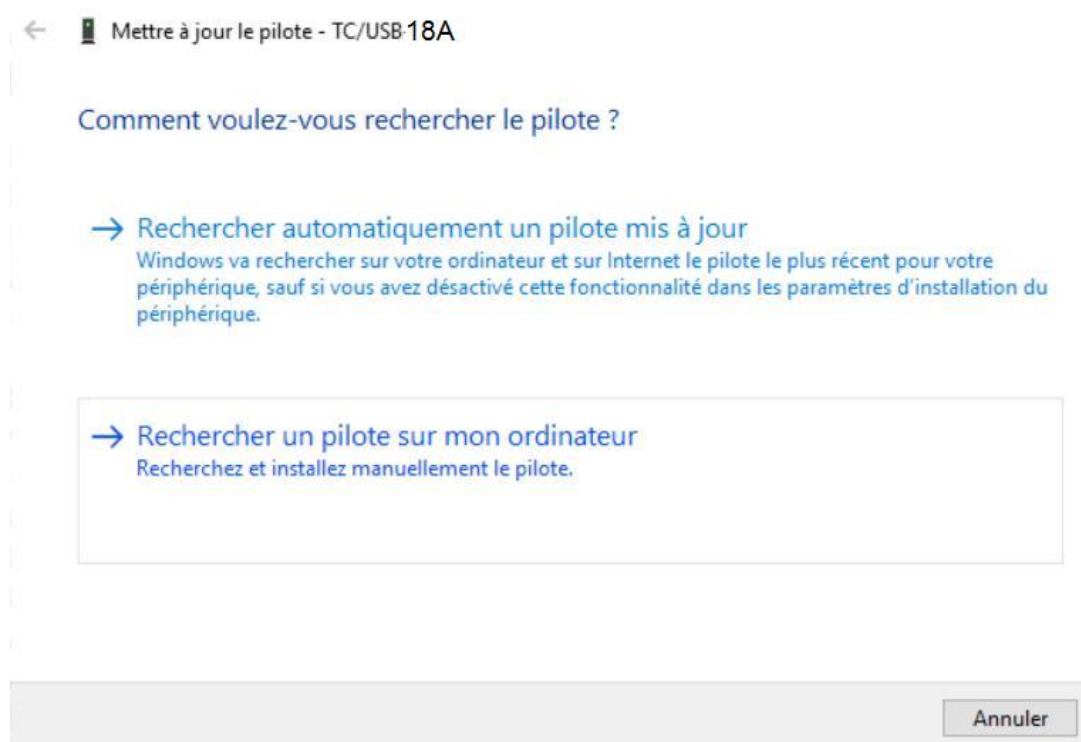 Mettre à jour le pilote - TC/USB-18A
Comment voulez-vous rechercher le pilote ?
Rechercher automatiquement un pilote mis à jour
Windows va rechercher sur votre ordinateur et sur Internet le pilote le plus récent pour votre
périphérique, sauf si vous avez désactivé cette fonctionnalité dans les paramètres d'installation du
périphérique.
Rechercher un pilote sur mon ordinateur
Recherchez et installez manuellement le pilote.
Annuler